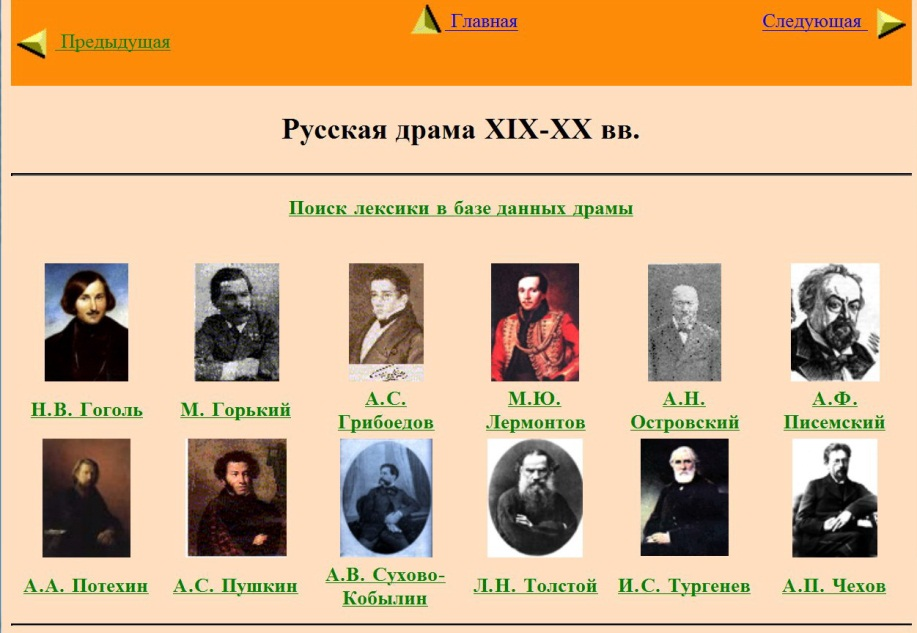 Главная
Следующая
Предыдущая
Русская драма XIX-XX вв.
Поиск лексики в базе данных драмы
Н.В. Гоголь
М. Горький
А.С.
Грибоедов
М.Ю.
Лермонтов
А.Н.
Островский
А.Ф.
Писемский
А.А. Потехин
А.С. Пушкин
А.В. Сухово-
Кобылин
Л.Н. Толстой
И.С. Тургенев
А.П. Чехов